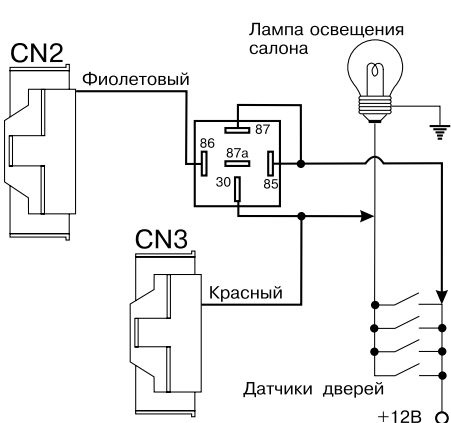 Лампа освещения
салона
CN2
Фиолетовый
87
86
87a
30
85
CN3
Красный
Датчики дверей
+12В